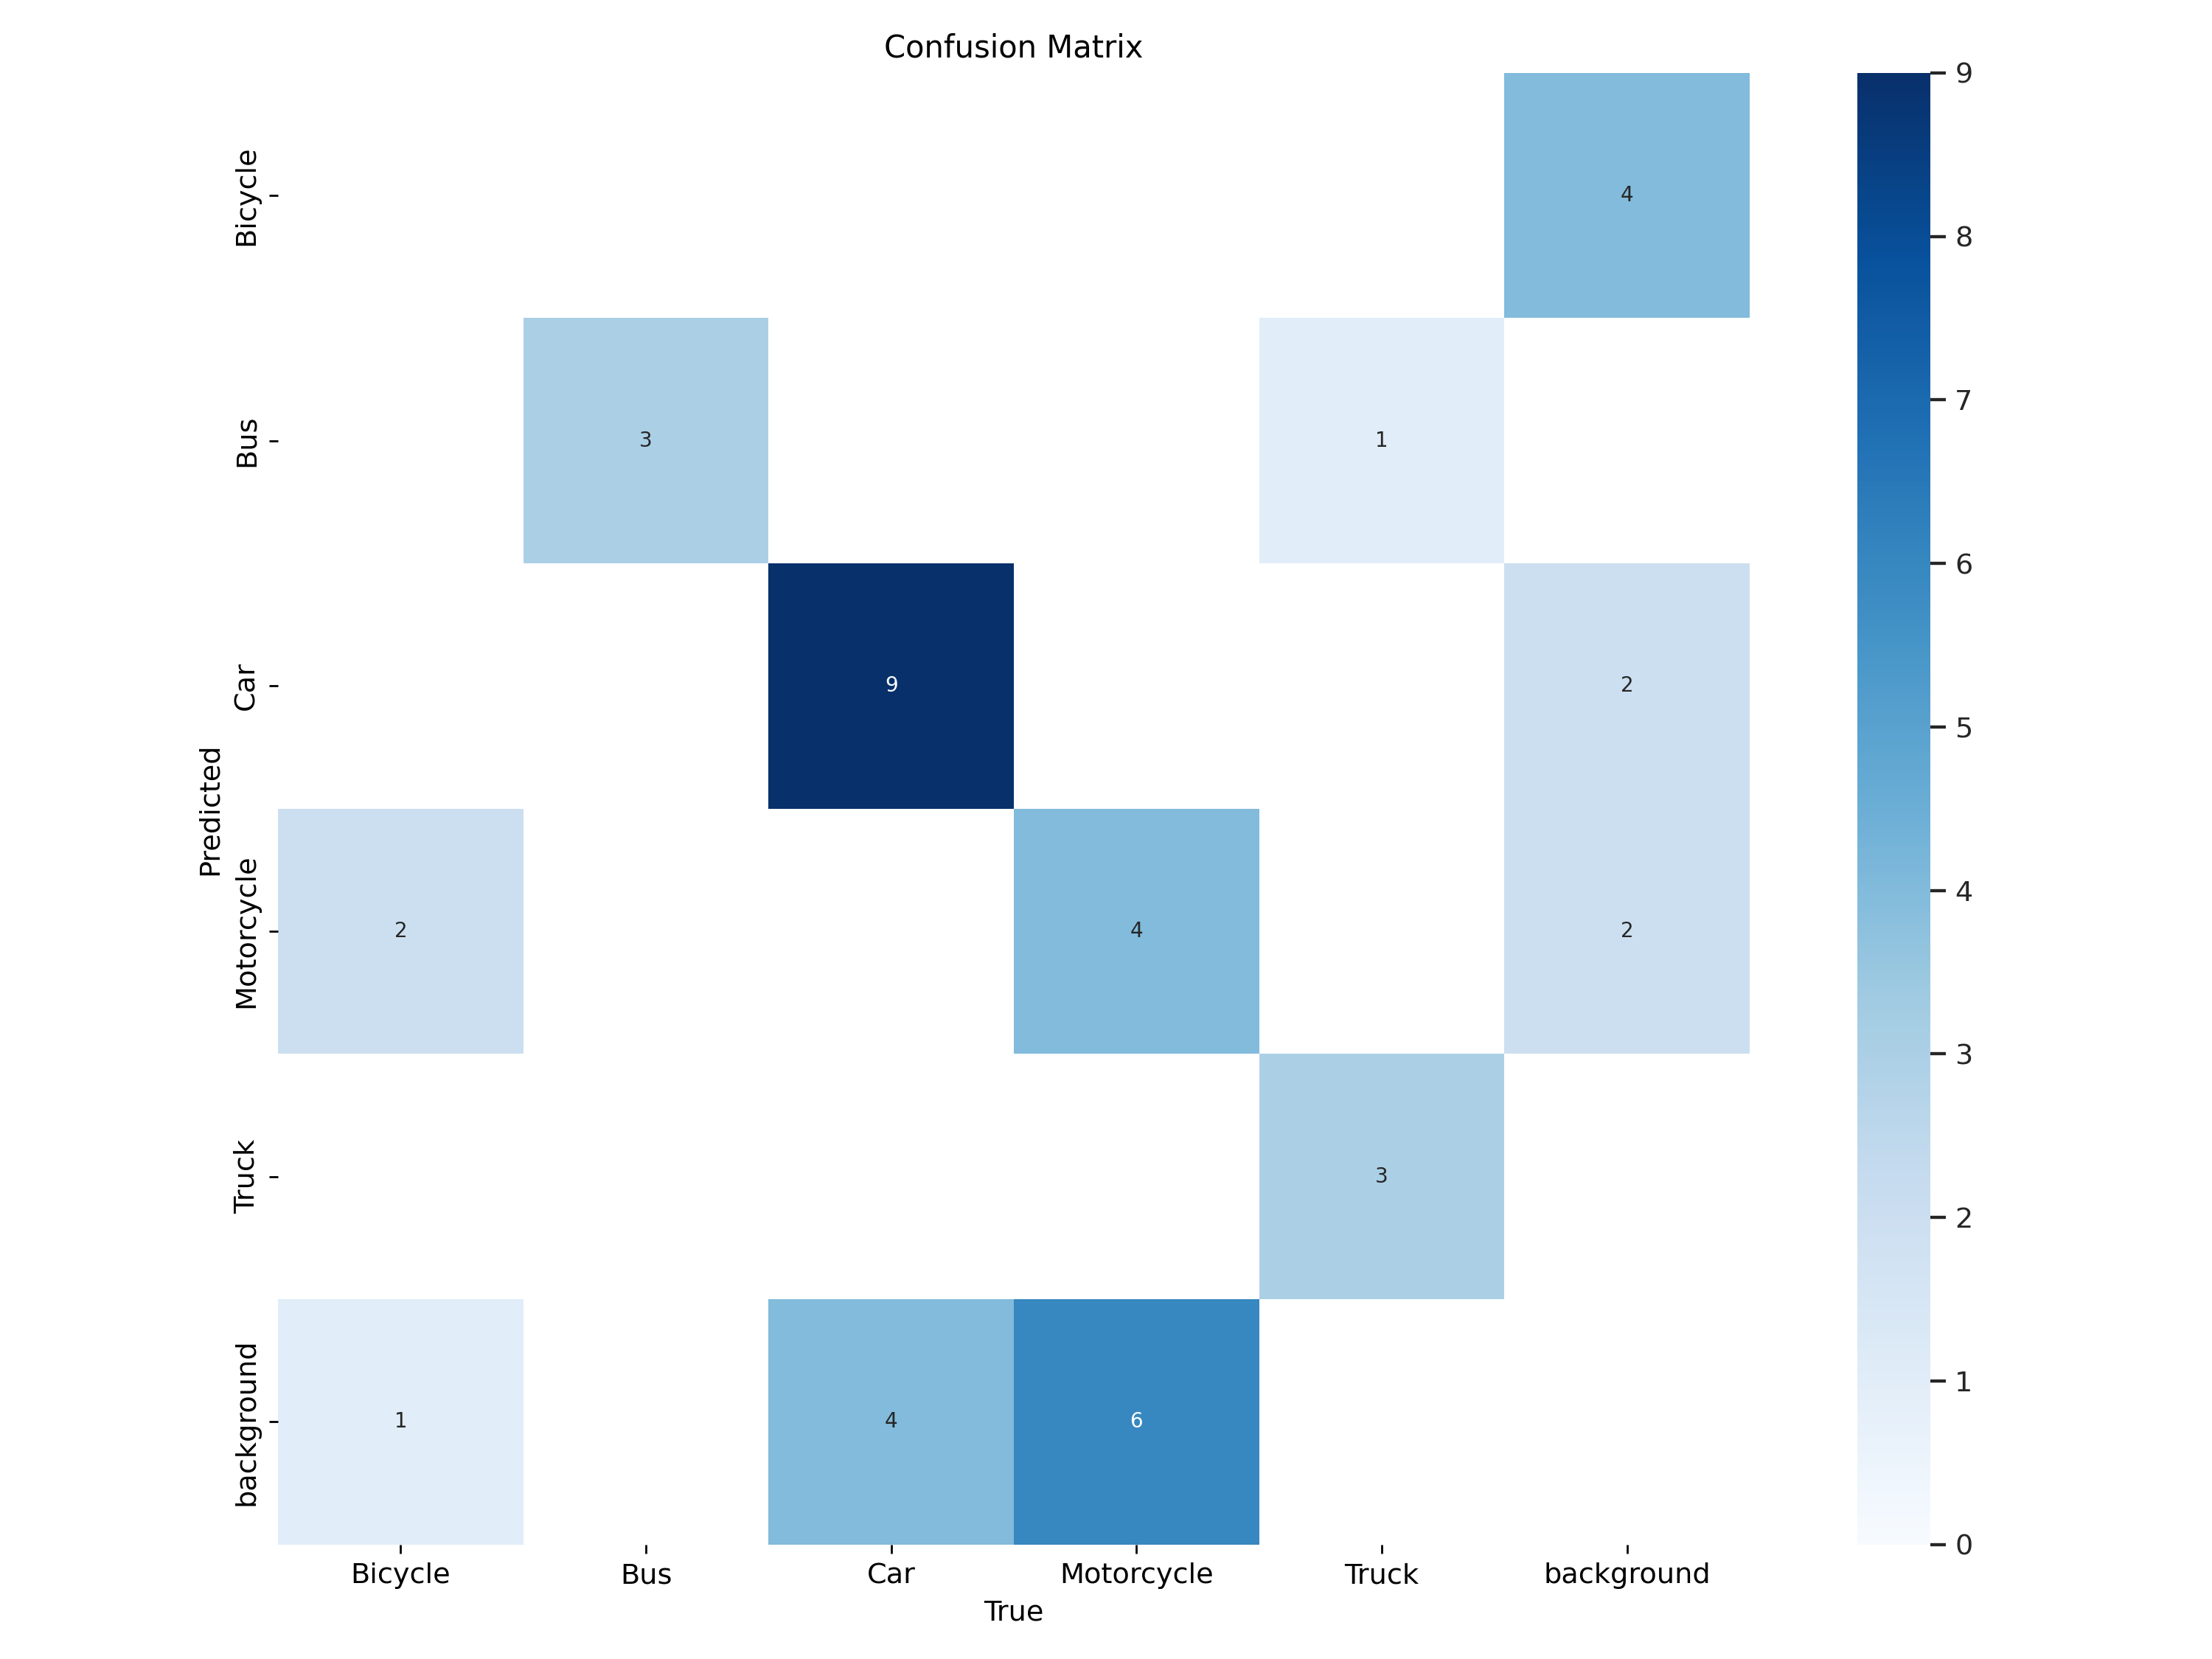 Confusion Matrix
Predicted
Bicycle
4
Bus
3 1
Car
9 2
Motorcycle
2 4 2
Truck
3
background
1 4 6
Bicycle Bus Car Motorcycle Truck background
True
9
8
7
6
5
4
3
2
1
0